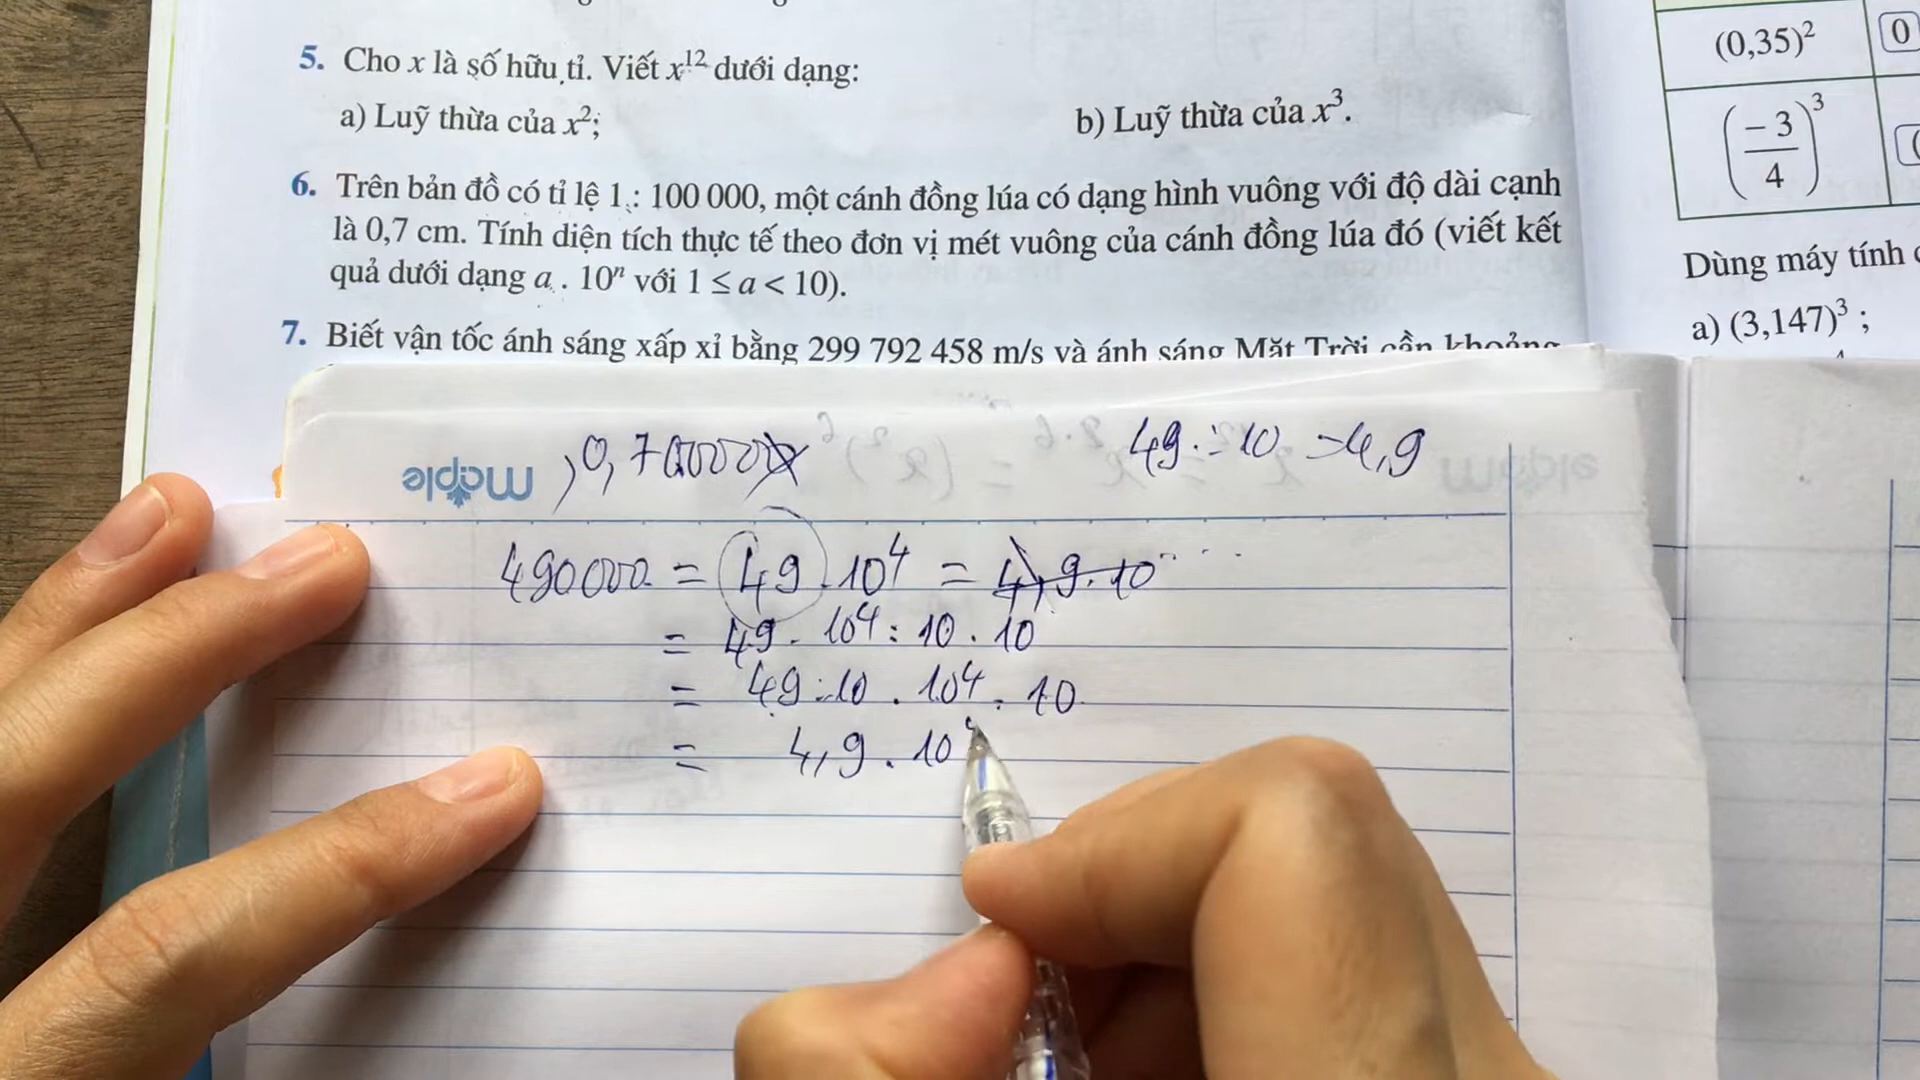 5. Cho x là số hữu tỉ. Viết x¹² dưới dạng:
a) Luỹ thừa của x²;
b) Luỹ thừa của x³.
6. Trên bản đồ có tỉ lệ 1 : 100 000, một cánh đồng lúa có dạng hình vuông với độ dài cạnh
là 0,7 cm. Tính diện tích thực tế theo đơn vị mét vuông của cánh đồng lúa đó (viết kết
quả dưới dạng a . 10ⁿ với 1 ≤ a < 10).
7. Biết vận tốc ánh sáng xấp xỉ bằng 299 792 458 m/s và ánh sáng Mặt Trời cần khoảng
(0,35)²
0
(-3/4)³
Dùng máy tính
a) (3,147)³ ;
maple
49 : 10 = 4,9
490000 = 49 . 10⁴ = 4,9 . 10
= 49 . 10⁴ : 10 . 10
= 49 : 10 . 10⁴ . 10
= 4,9 . 10